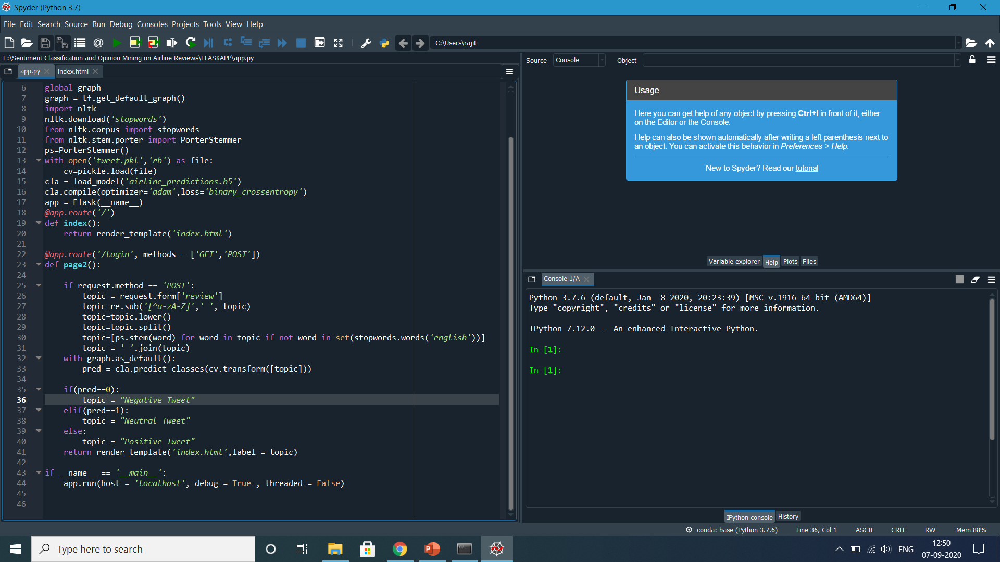 Spyder (Python 3.7)
File Edit Search Source Run Debug Consoles Projects Tools View Help
C:\Users\rajit
E:\Sentiment Classification and Opinion Mining on Airline Reviews\FLASKAPP\app.py
app.py index.html
6 global graph
7 graph = tf.get_default_graph()
8 import nltk
9 nltk.download('stopwords')
10 from nltk.corpus import stopwords
11 from nltk.stem.porter import PorterStemmer
12 ps=PorterStemmer()
13 with open('tweet.pkl','rb') as file:
14     cv=pickle.load(file)
15 cla = load_model('airline_predictions.h5')
16 cla.compile(optimizer='adam',loss='binary_crossentropy')
17 app = Flask(__name__)
18 @app.route('/')
19 def index():
20     return render_template('index.html')
21
22 @app.route('/login', methods = ['GET','POST'])
23 def page2():
24
25     if request.method == 'POST':
26         topic = request.form['review']
27         topic=re.sub('[^a-zA-Z]',' ', topic)
28         topic=topic.lower()
29         topic=topic.split()
30         topic=[ps.stem(word) for word in topic if not word in set(stopwords.words('english'))]
31         topic = ' '.join(topic)
32     with graph.as_default():
33         pred = cla.predict_classes(cv.transform([topic]))
34
35     if(pred==0):
36         topic = "Negative Tweet"
37     elif(pred==1):
38         topic = "Neutral Tweet"
39     else:
40         topic = "Positive Tweet"
41     return render_template('index.html',label = topic)
42
43 if __name__ == '__main__':
44     app.run(host = 'localhost', debug = True , threaded = False)
45
46
Source Console Object
Usage
Here you can get help of any object by pressing Ctrl+I in front of it, either
on the Editor or the Console.
Help can also be shown automatically after writing a left parenthesis next to
an object. You can activate this behavior in Preferences > Help.
New to Spyder? Read our tutorial
Variable explorer Help Plots Files
Console 1/A
Python 3.7.6 (default, Jan  8 2020, 20:23:39) [MSC v.1916 64 bit (AMD64)]
Type "copyright", "credits" or "license" for more information.
IPython 7.12.0 -- An enhanced Interactive Python.
In [1]:
In [1]:
IPython console History
conda: base (Python 3.7.6) Line 36, Col 1 ASCII CRLF RW Mem 88%
Type here to search
ENG
12:50
07-09-2020